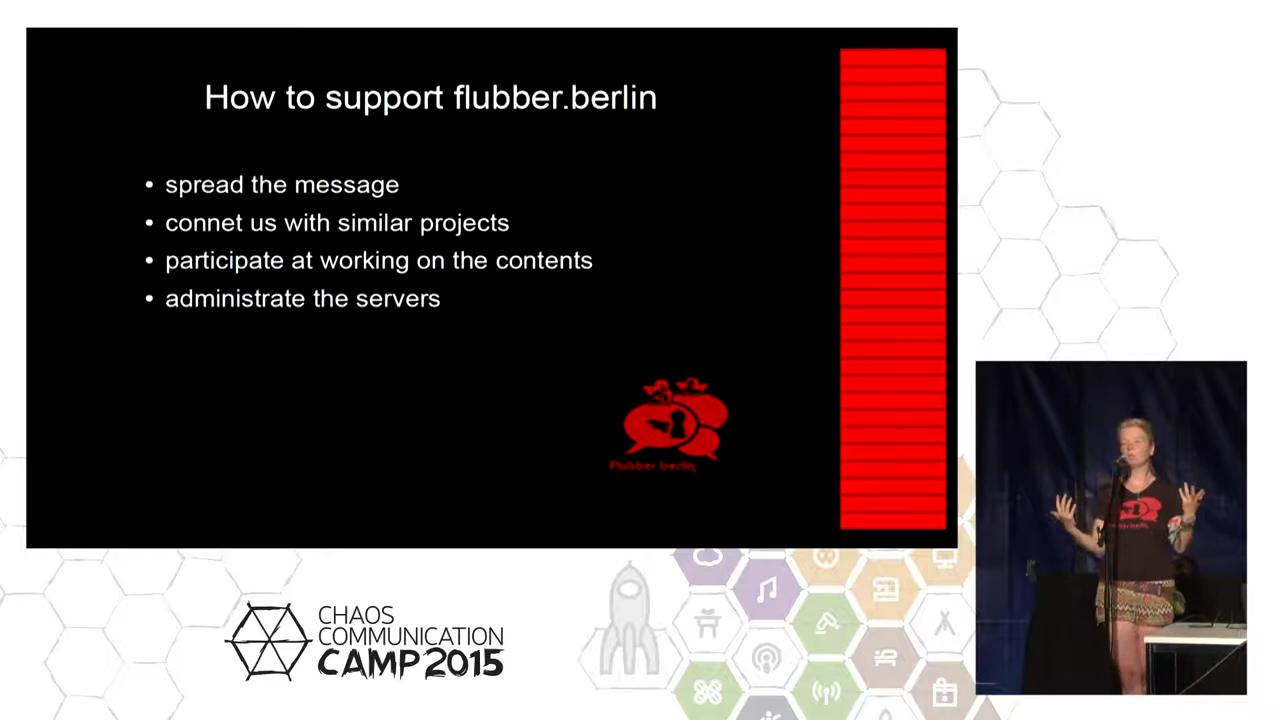 How to support flubber.berlin
• spread the message
• connet us with similar projects
• participate at working on the contents
• administrate the servers
Flubber.berlin
CHAOS
COMMUNICATION
CAMP 2015